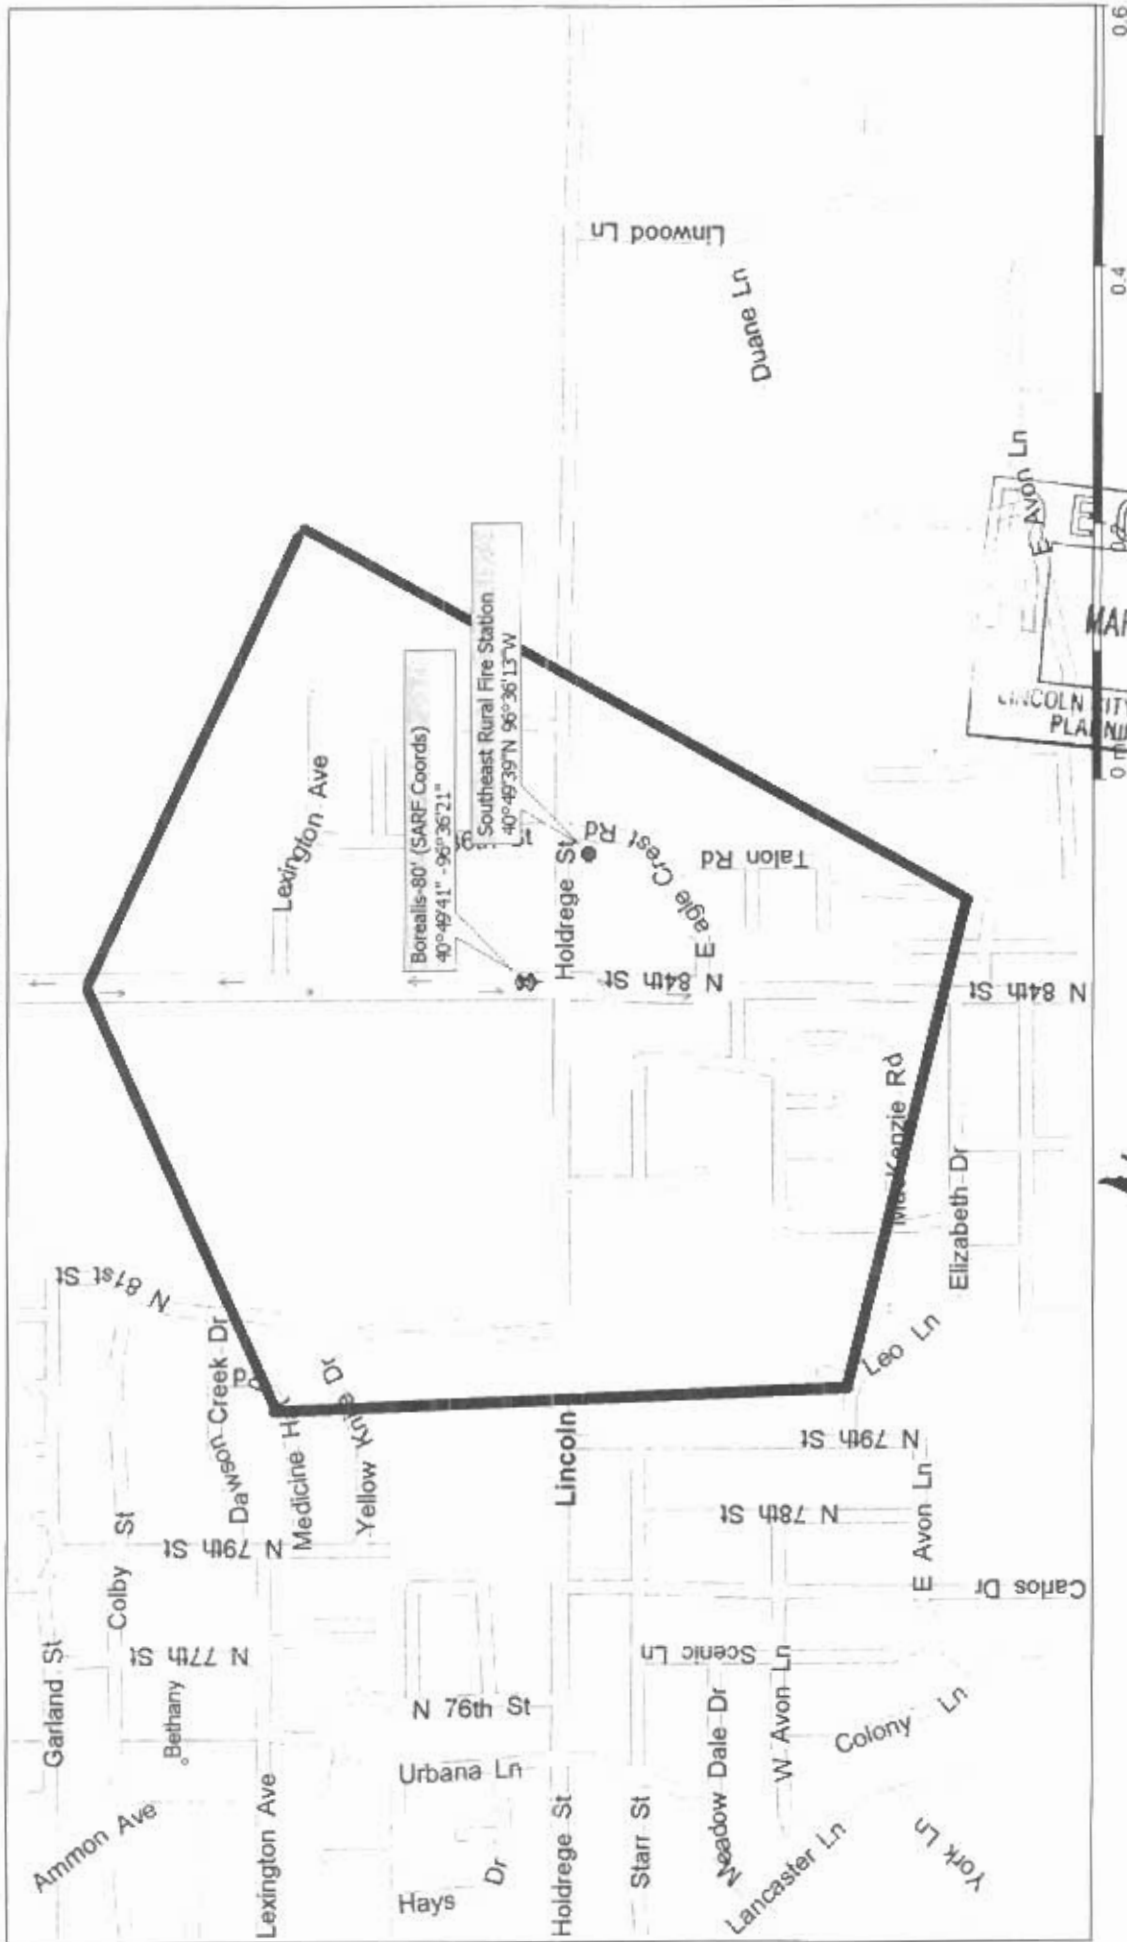 Garland St
Colby St
N 81st St
Ammon Ave
Bethany
N 77th St
N 79th St
Dawson Creek Dr
Medicine Hat
Yellow Knife Dr
Lexington Ave
Lexington Ave
N 76th St
Urbana Ln
Hays Dr
Borealis-80' (SARF Coords)
40°49'41" -96°36'21"
Southeast Rural Fire Station
40°49'39"N 96°36'13"W
Holdrege St
Lincoln
Holdrege St
Starr St
Meadow Dale Dr
W Avon Ln
Scenic Ln
Lancaster Ln
Colony Ln
York Ln
Carlos Dr
E Avon Ln
N 78th St
N 79th St
Leo Ln
Elizabeth Dr
MacKenzie Rd
N 84th St
N 84th St
Eagle Crest Rd
Talon Rd
Linwood Ln
Duane Ln
E Avon Ln
LINCOLN CITY
0
0.4
0.6